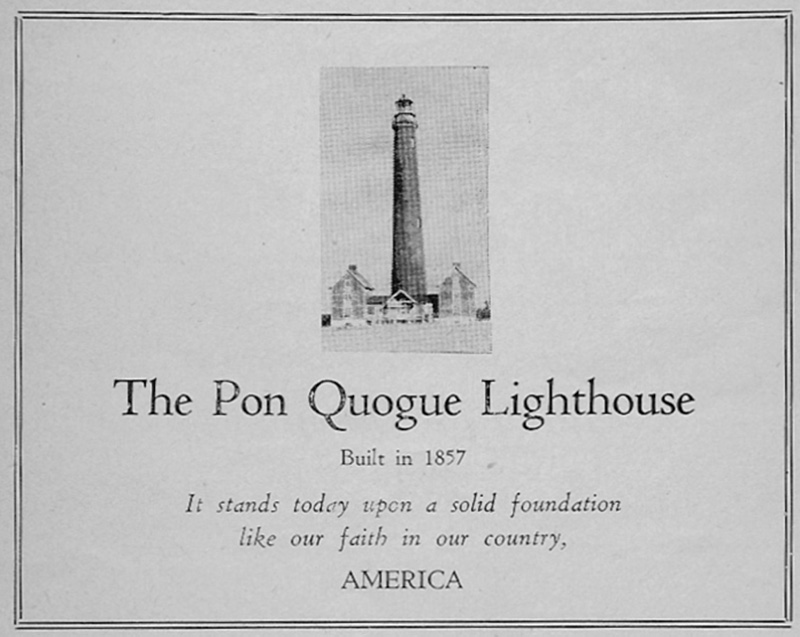 The Pon Quogue Lighthouse
Built in 1857
It stands today upon a solid foundation
like our faith in our country,
AMERICA